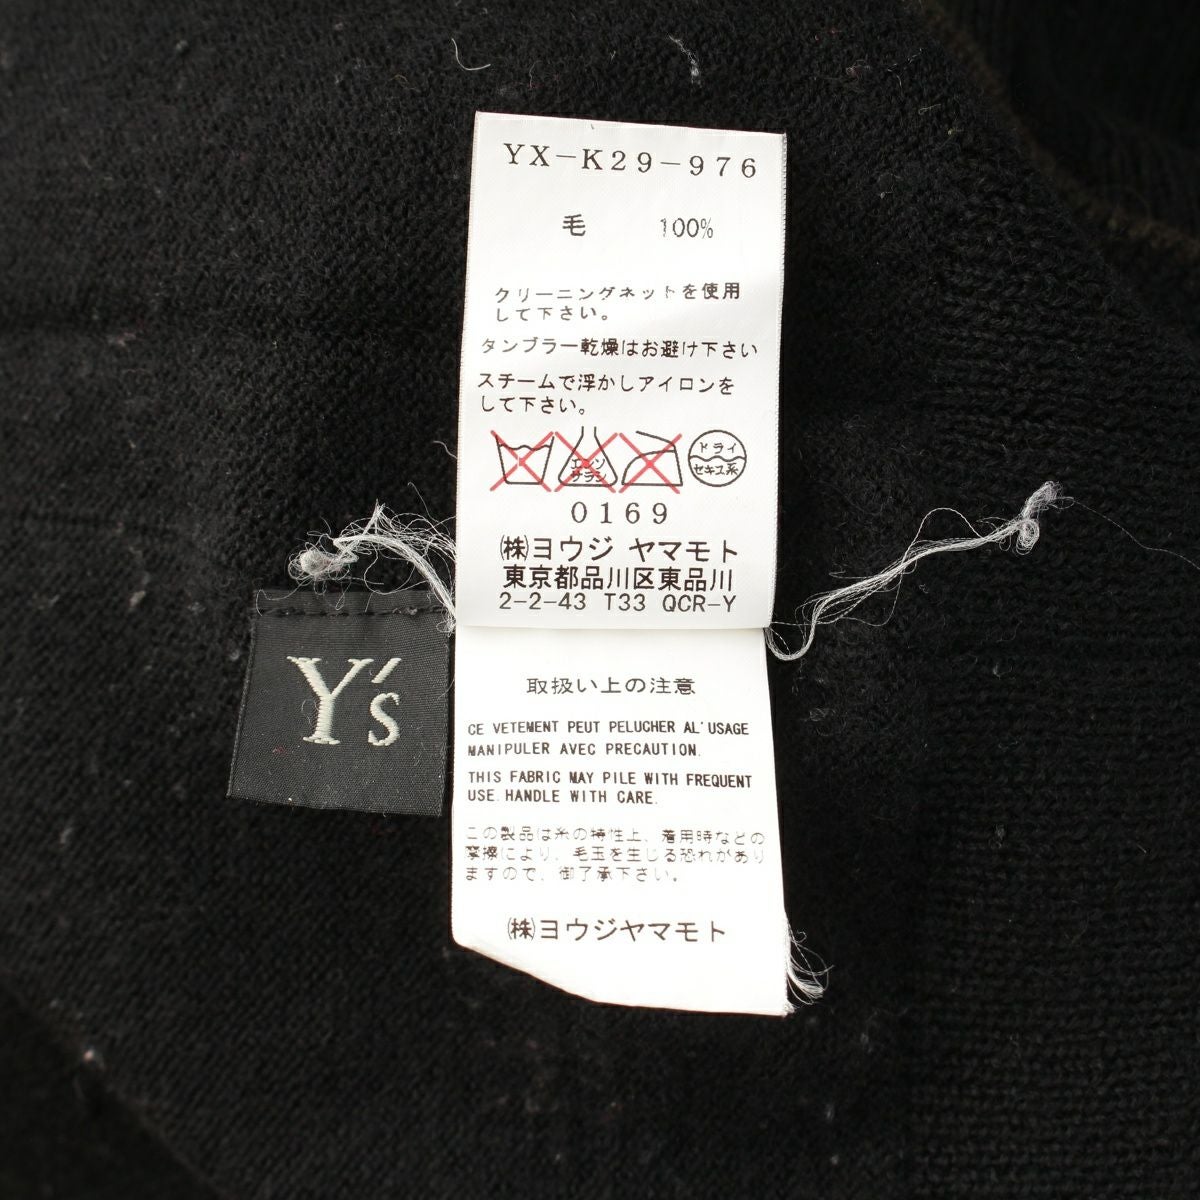 YX-K29-976
毛 100%
クリーニングネットを使用
して下さい。
タンブラー乾燥はお避け下さい
スチームで浮かしアイロンを
して下さい。
エンソ
サラシ
ドライ
セキユ系
0169
㈱ヨウジ ヤマモト
東京都品川区東品川
2-2-43 T33 QCR-Y
Y's
取扱い上の注意
CE VETEMENT PEUT PELUCHER AL'USAGE
MANIPULER AVEC PRECAUTION.
THIS FABRIC MAY PILE WITH FREQUENT
USE. HANDLE WITH CARE.
この製品は糸の特性上、着用時などの
摩擦により、毛玉を生じる恐れがあり
ますので、御了承下さい。
㈱ヨウジヤマモト